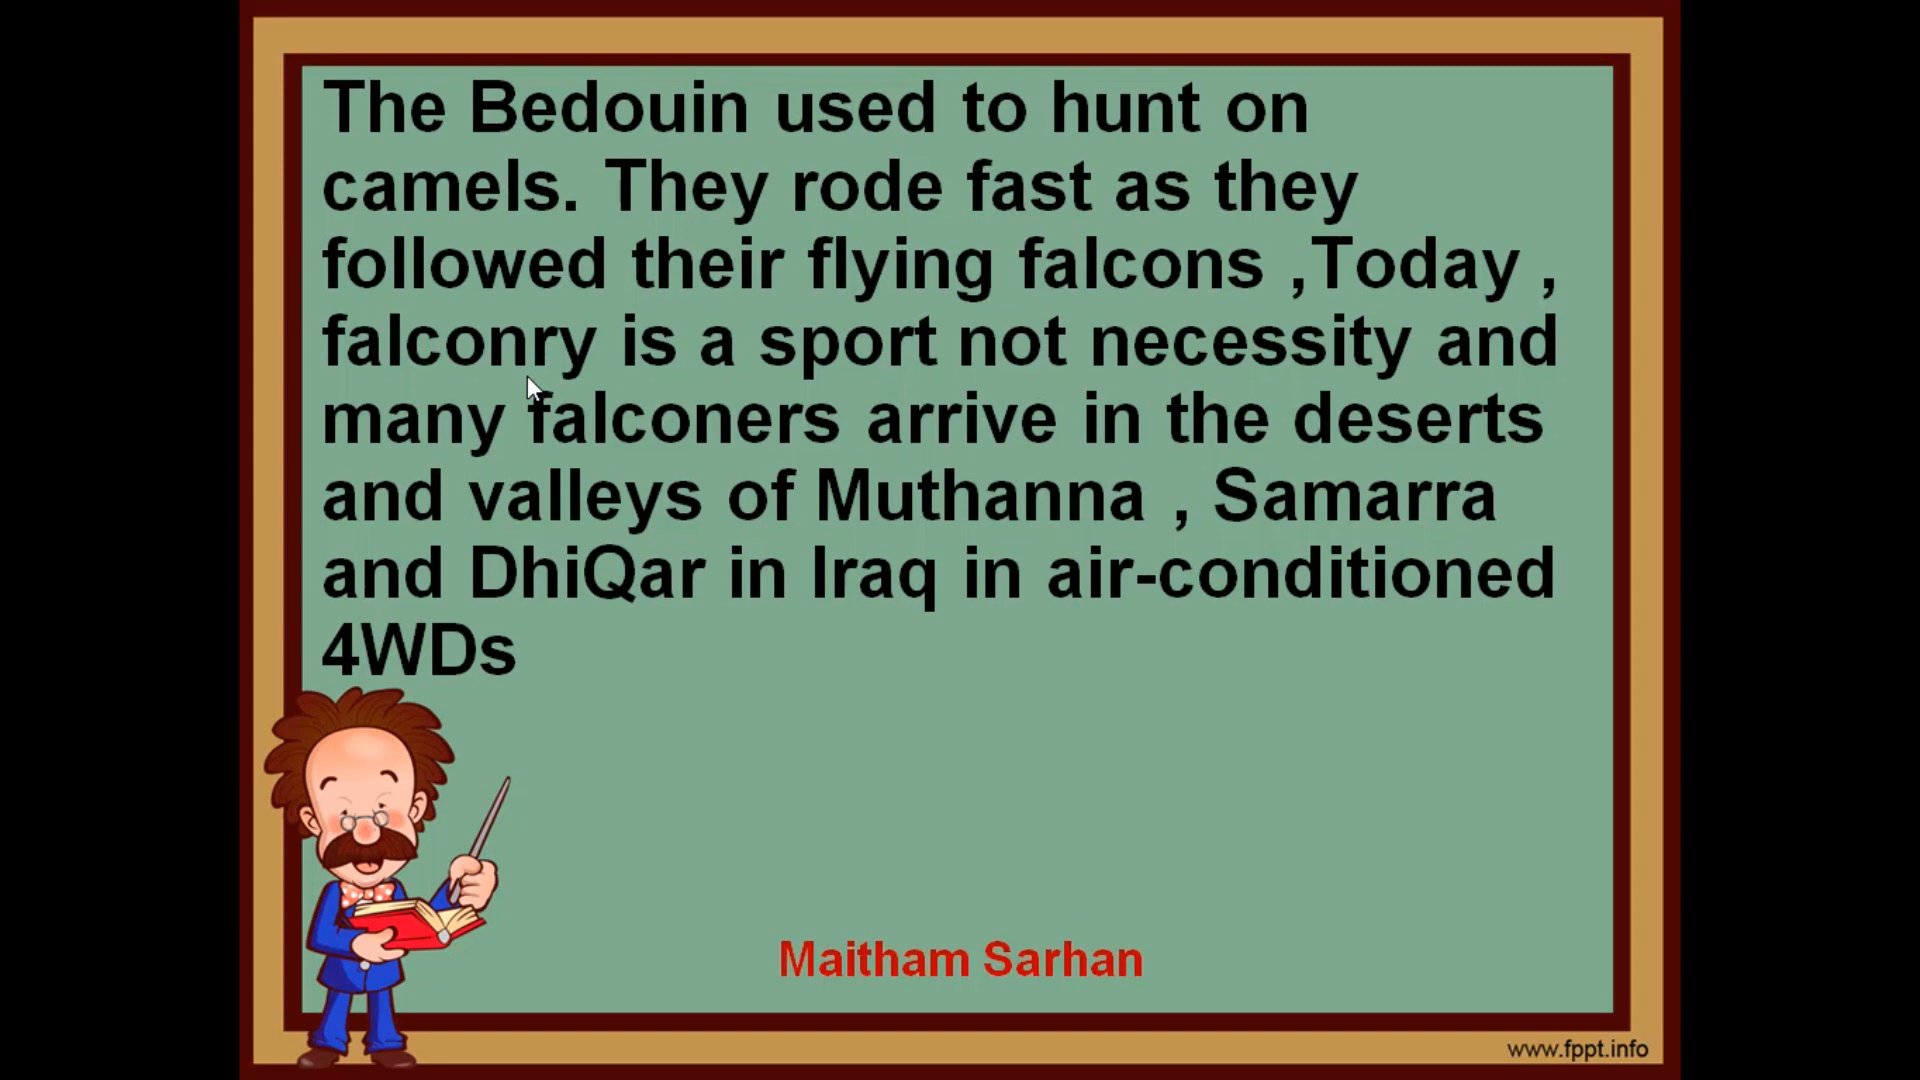 The Bedouin used to hunt on
camels. They rode fast as they
followed their flying falcons ,Today ,
falconry is a sport not necessity and
many falconers arrive in the deserts
and valleys of Muthanna , Samarra
and DhiQar in Iraq in air-conditioned
4WDs
Maitham Sarhan
www.fppt.info